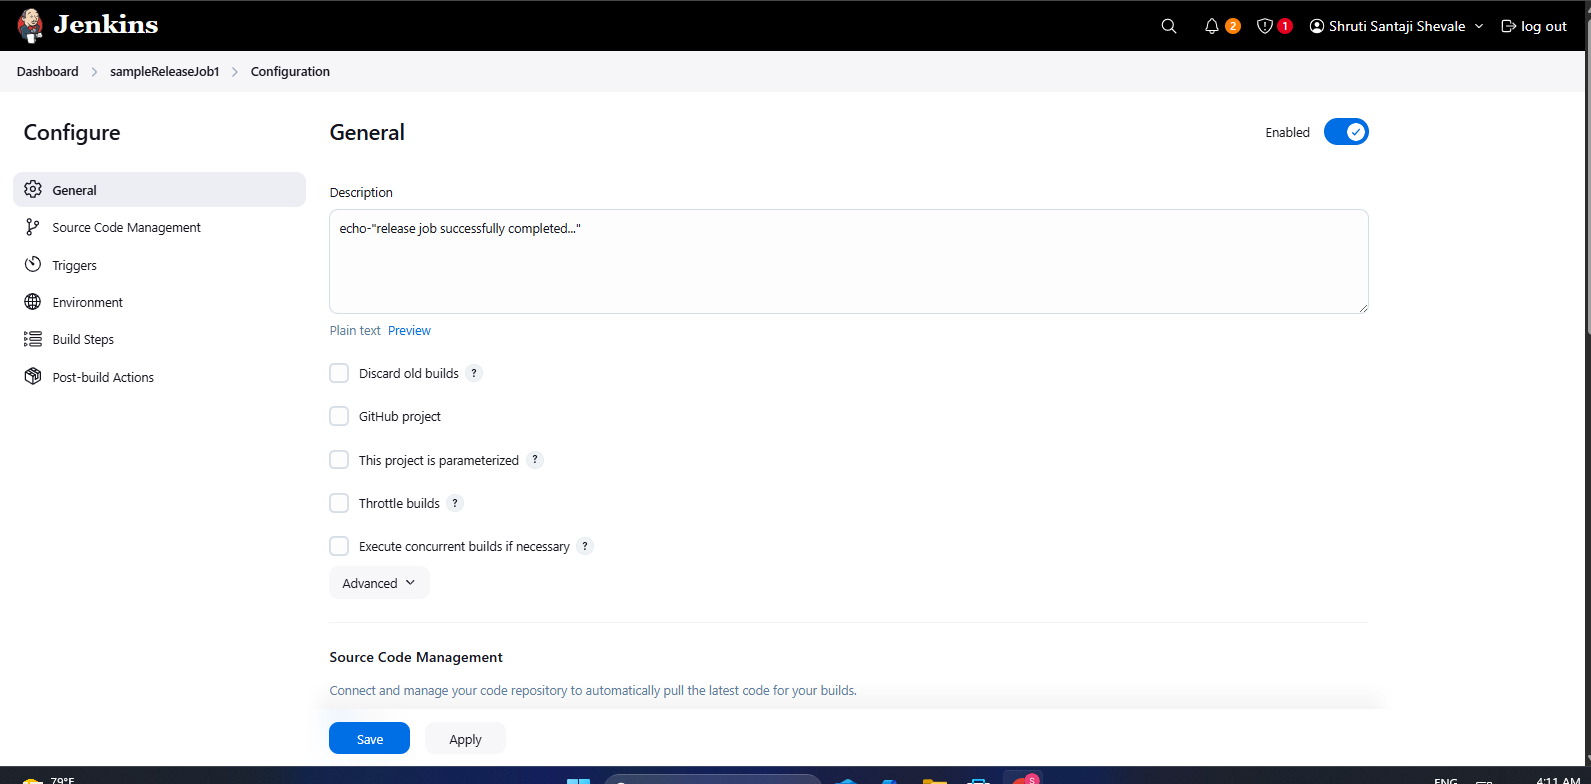 Jenkins
2
1
Shruti Santaji Shevale
log out
Dashboard
sampleReleaseJob1
Configuration
Configure
General
Source Code Management
Triggers
Environment
Build Steps
Post-build Actions
General
Enabled
Description
echo-"release job successfully completed..."
Plain text Preview
Discard old builds ?
GitHub project
This project is parameterized ?
Throttle builds ?
Execute concurrent builds if necessary ?
Advanced
Source Code Management
Connect and manage your code repository to automatically pull the latest code for your builds.
Save
Apply
79°F
S
ENG
4:11 AM